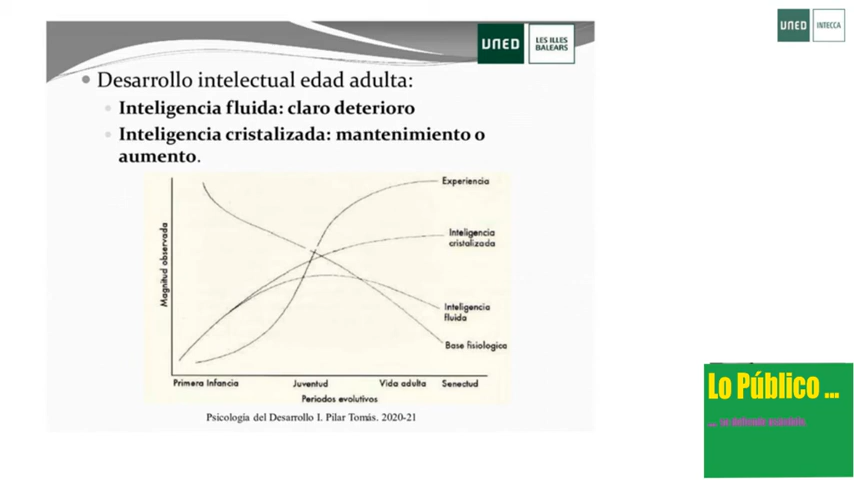 UNED
LES ILLES
BALEARS
UNED
INTECCA
Desarrollo intelectual edad adulta:
Inteligencia fluida: claro deterioro
Inteligencia cristalizada: mantenimiento o
aumento.
Experiencia
Inteligencia
cristalizada
Magnitud observada
Inteligencia
fluida
Base fisiologica
Primera Infancia
Juventud
Vida adulta
Senectud
Periodos evolutivos
Psicología del Desarrollo I. Pilar Tomás. 2020-21
Lo Público ...